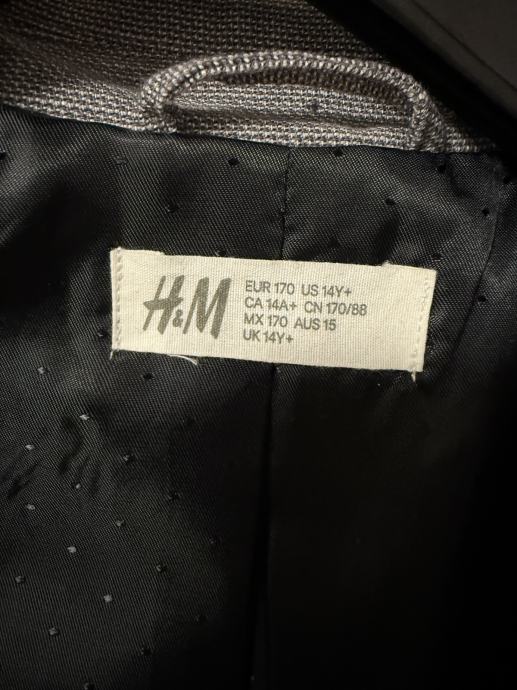 H&M
EUR 170 US 14Y+
CA 14A+ CN 170/88
MX 170 AUS 15
UK 14Y+